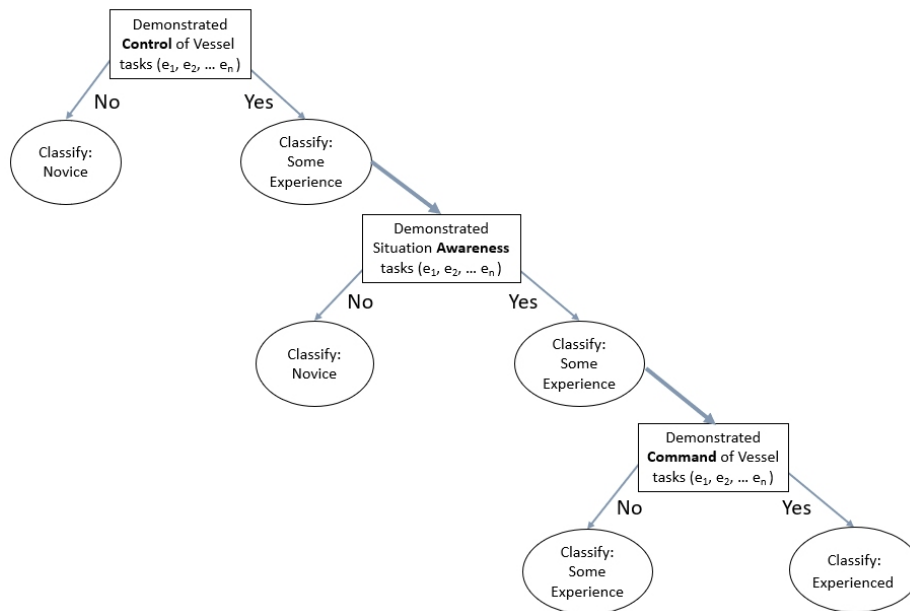 Demonstrated
Control of Vessel
tasks (e₁, e₂, … eₙ)
No
Yes
Classify:
Novice
Classify:
Some
Experience
Demonstrated
Situation Awareness
tasks (e₁, e₂, … eₙ)
No
Yes
Classify:
Novice
Classify:
Some
Experience
Demonstrated
Command of Vessel
tasks (e₁, e₂, … eₙ)
No
Yes
Classify:
Some
Experience
Classify:
Experienced